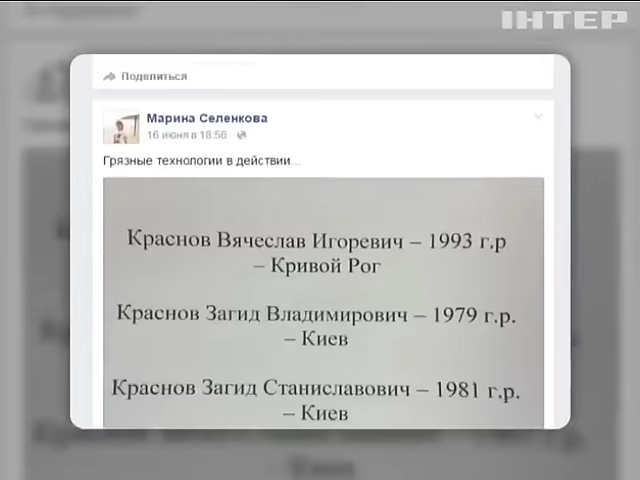 ІНТЕР
Поделиться
Марина Селенкова
16 июня в 18:56
Грязные технологии в действии...
Краснов Вячеслав Игоревич – 1993 г.р
– Кривой Рог
Краснов Загид Владимирович – 1979 г.р.
– Киев
Краснов Загид Станиславович – 1981 г.р.
– Киев